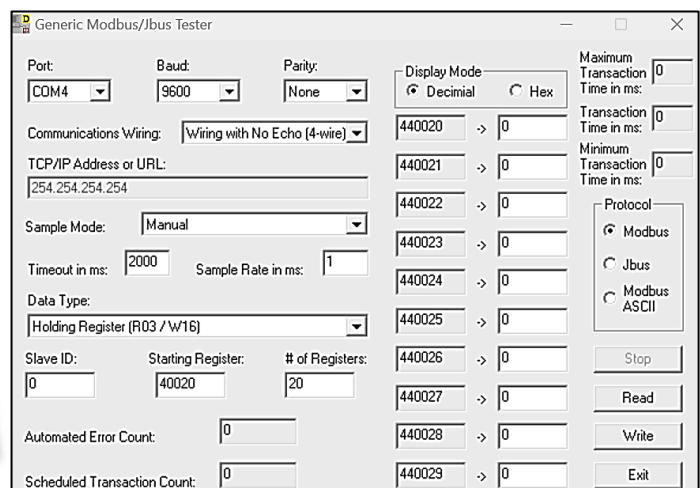 Generic Modbus/Jbus Tester
Port:
COM4
Baud:
9600
Parity:
None
Communications Wiring:
Wiring with No Echo (4-wire)
TCP/IP Address or URL:
254.254.254.254
Sample Mode:
Manual
Timeout in ms:
2000
Sample Rate in ms:
1
Data Type:
Holding Register (R03 / W16)
Slave ID:
0
Starting Register:
40020
# of Registers:
20
Automated Error Count:
0
Scheduled Transaction Count:
0
Display Mode
Decimial
Hex
440020 -> 0
440021 -> 0
440022 -> 0
440023 -> 0
440024 -> 0
440025 -> 0
440026 -> 0
440027 -> 0
440028 -> 0
440029 -> 0
Maximum
Transaction
Time in ms:
0
Transaction
Time in ms:
0
Minimum
Transaction
Time in ms:
0
Protocol
Modbus
Jbus
Modbus
ASCII
Stop
Read
Write
Exit